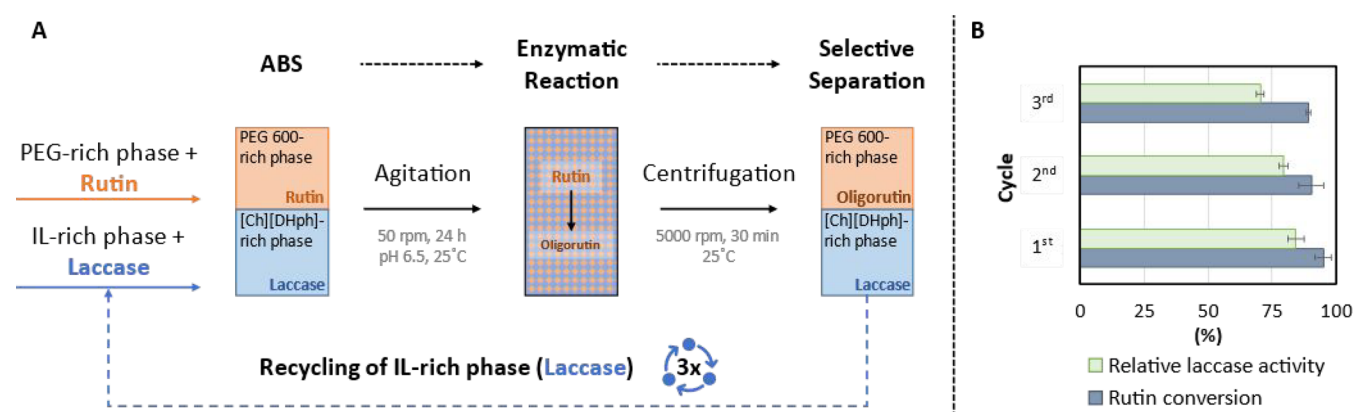 A
ABS
Enzymatic
Reaction
Selective
Separation
PEG-rich phase +
Rutin
IL-rich phase +
Laccase
PEG 600-
rich phase
Rutin
[Ch][DHph]-
rich phase
Laccase
Agitation
50 rpm, 24 h
pH 6.5, 25˚C
Rutin
Oligorutin
Centrifugation
5000 rpm, 30 min
25˚C
PEG 600-
rich phase
Oligorutin
[Ch][DHph]-
rich phase
Laccase
Recycling of IL-rich phase (Laccase)
3x
B
Cycle
3rd
2nd
1st
0 25 50 75 100
(%)
Relative laccase activity
Rutin conversion